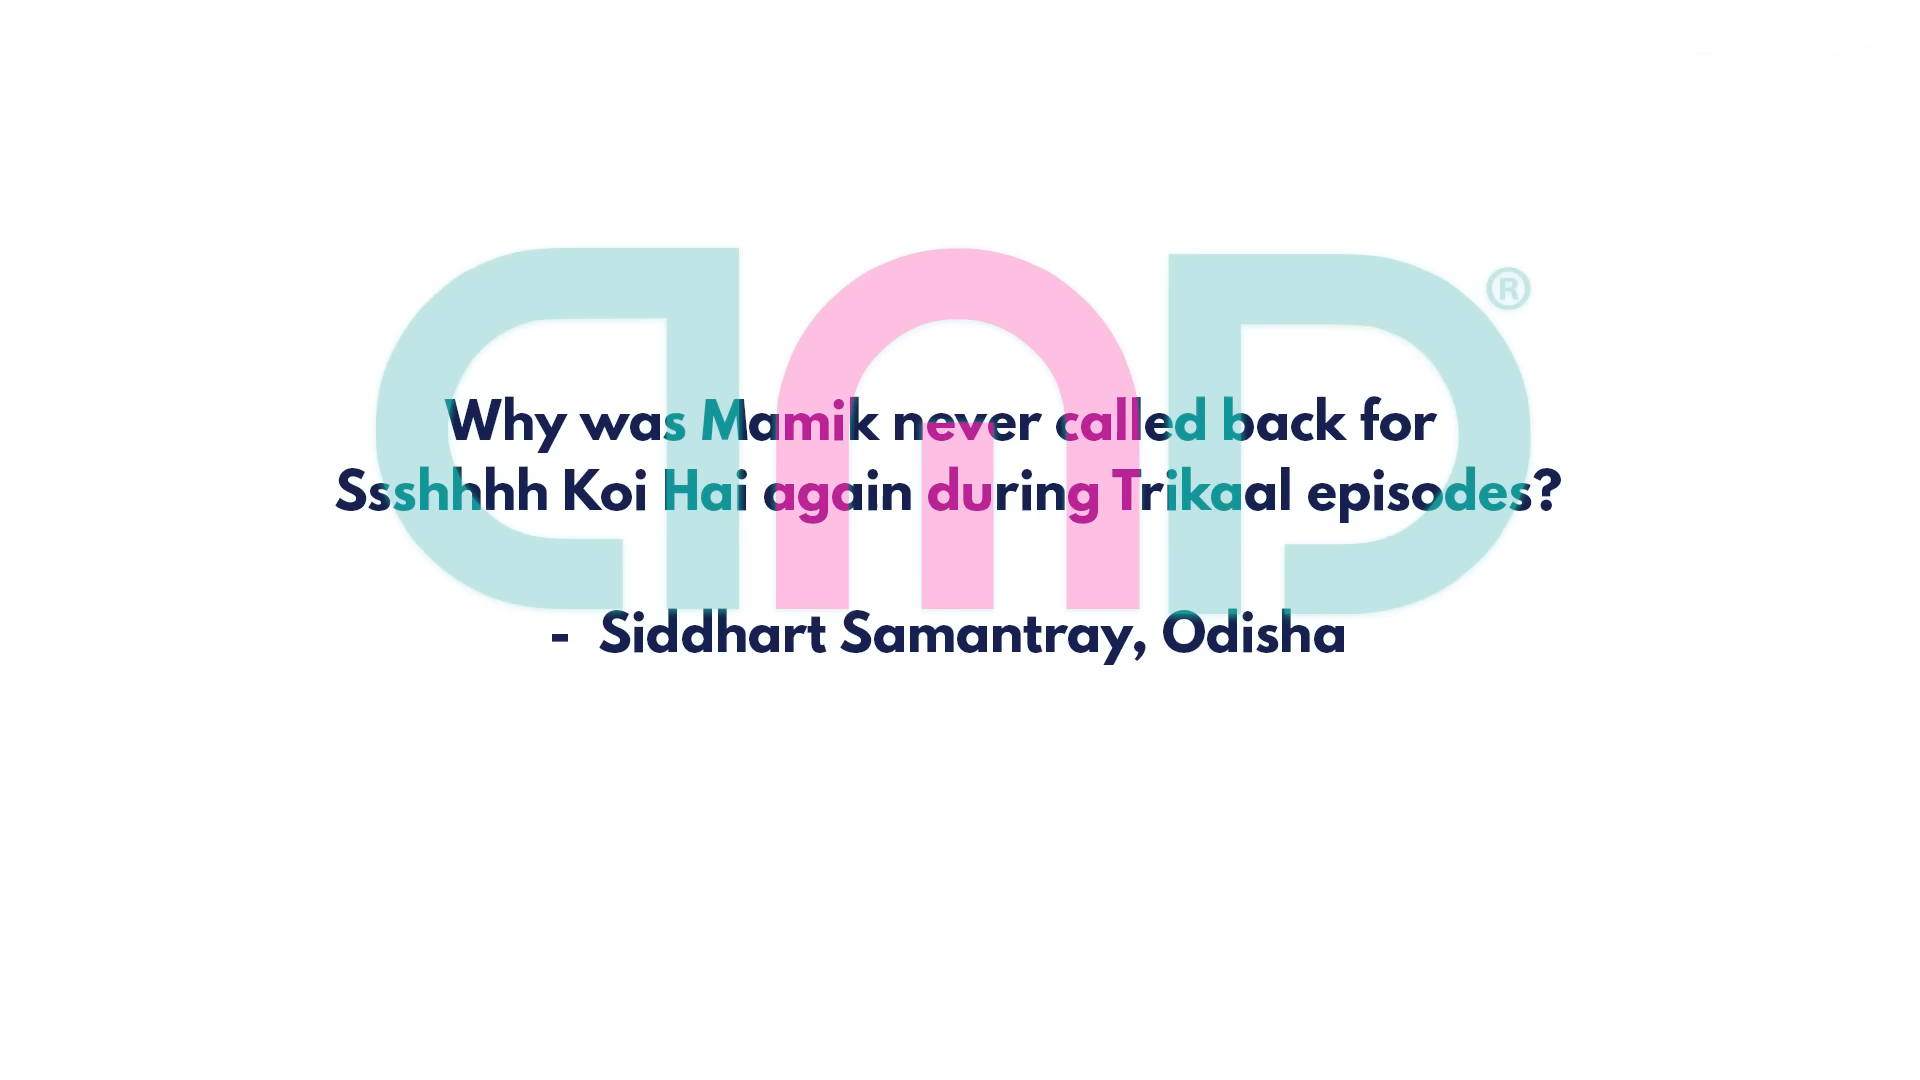 Why was Mamik never called back for
Ssshhhh Koi Hai again during Trikaal episodes?
- Siddhart Samantray, Odisha
®